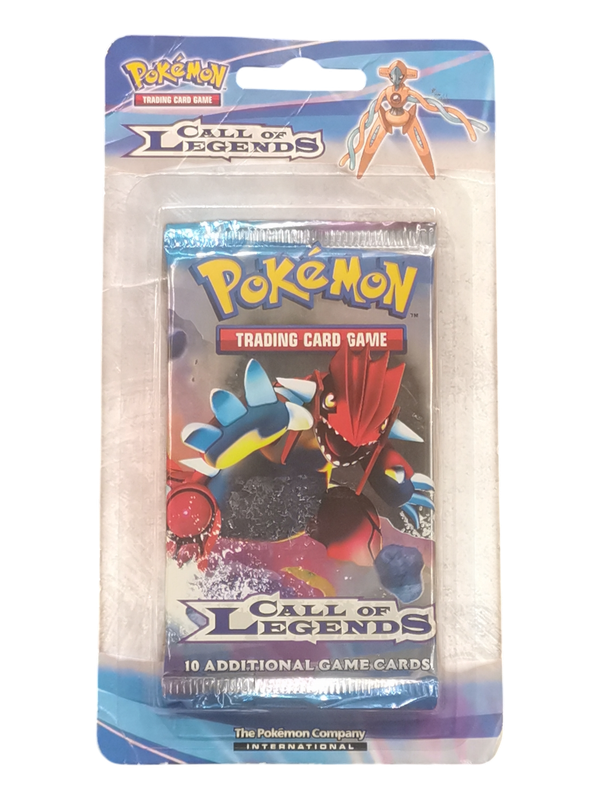 POKéMON
TRADING CARD GAME
CALL OF
LEGENDS
POKéMON
™
TRADING CARD GAME
CALL OF
LEGENDS
10 ADDITIONAL GAME CARDS
The Pokémon Company
INTERNATIONAL